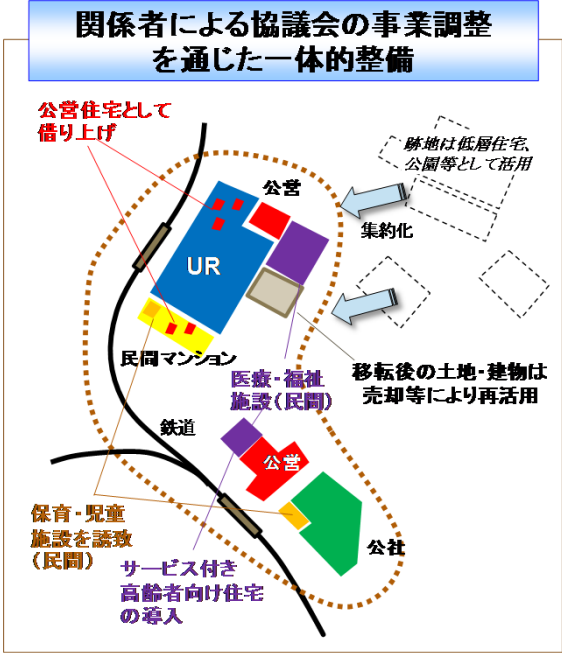 関係者による協議会の事業調整
を通じた一体的整備
公営住宅として
借り上げ
跡地は低層住宅、
公園等として活用
公営
集約化
UR
民間マンション
医療・福祉
施設（民間）
移転後の土地・建物は
売却等により再活用
鉄道
公営
保育・児童
施設を誘致
（民間）
公社
サービス付き
高齢者向け住宅
の導入